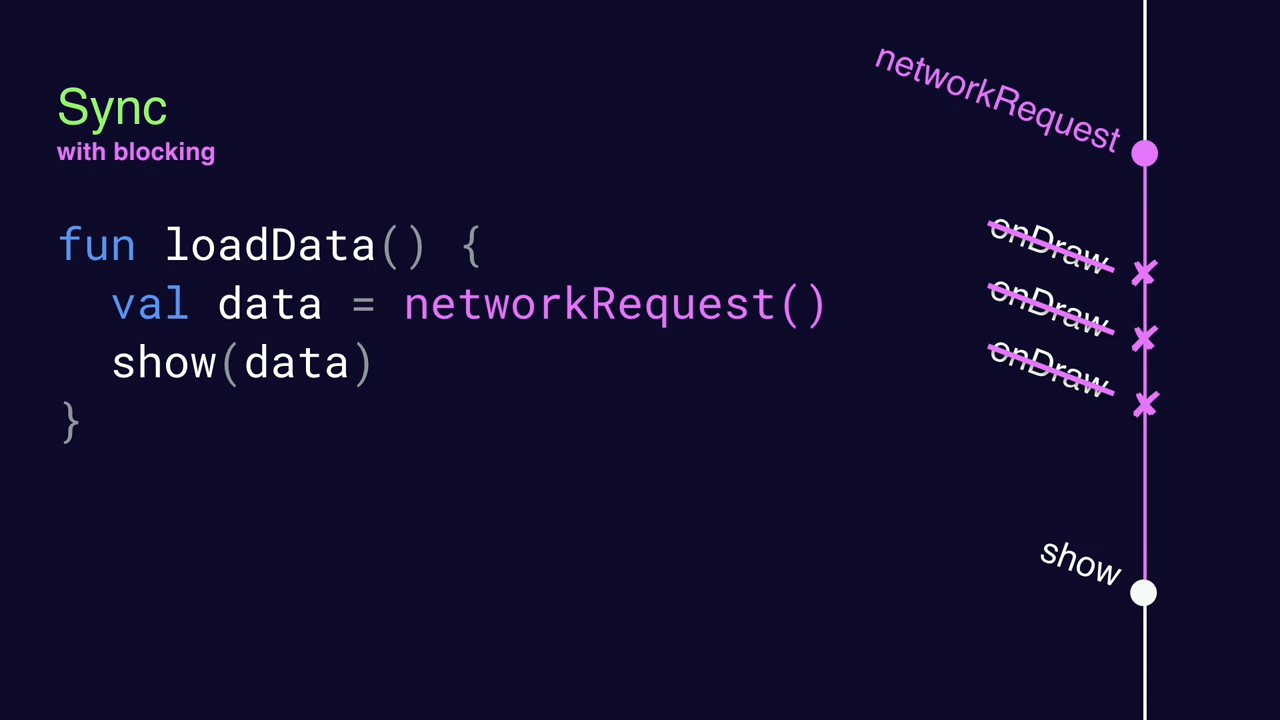 Sync
with blocking
fun loadData() {
  val data = networkRequest()
  show(data)
}
networkRequest
onDraw
onDraw
onDraw
show